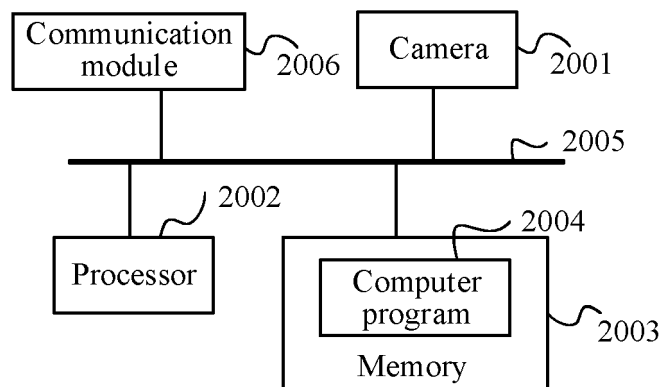 Communication
module
2006
Camera
2001
2005
2002
Processor
2004
Computer
program
2003
Memory